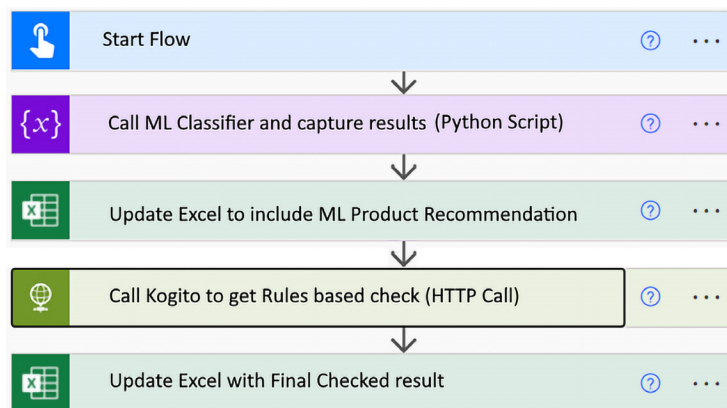 Start Flow
{x} Call ML Classifier and capture results (Python Script)
Update Excel to include ML Product Recommendation
Call Kogito to get Rules based check (HTTP Call)
Update Excel with Final Checked result